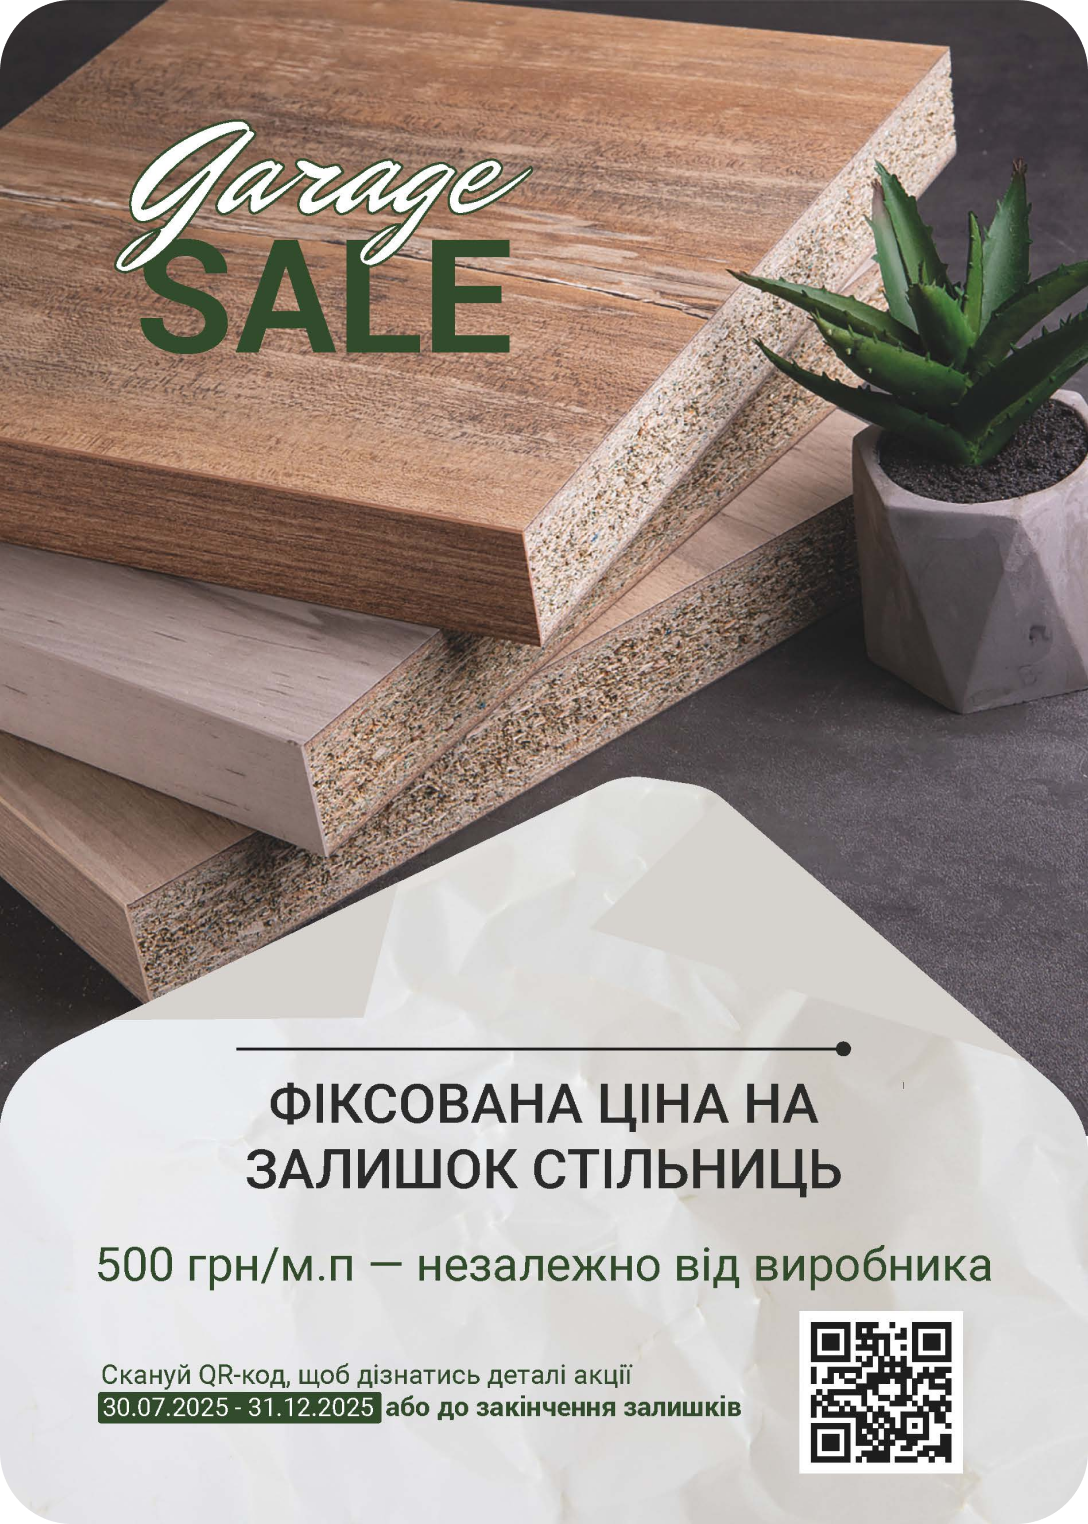 Garage
SALE
ФІКСОВАНА ЦІНА НА
ЗАЛИШОК СТІЛЬНИЦЬ
500 грн/м.п — незалежно від виробника
Скануй QR-код, щоб дізнатись деталі акції
30.07.2025 - 31.12.2025 або до закінчення залишків